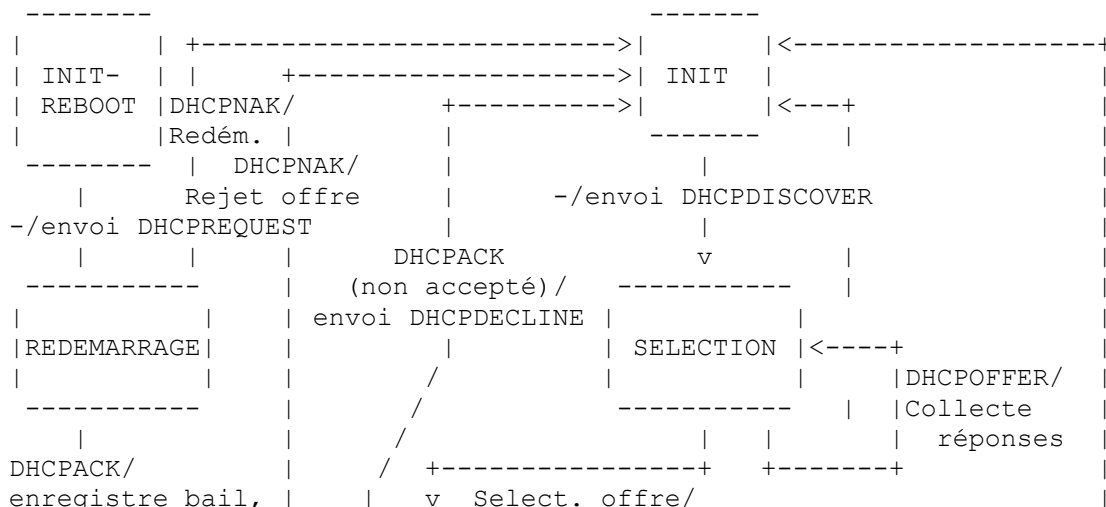 --------                              -------
|        | +-------------------------->|       |<-------------------+
| INIT-  | |     +-------------------->| INIT  |                    |
| REBOOT |DHCPNAK/         +---------->|       |<---+               |
|        |Redém. |         |            -------     |               |
 --------  |  DHCPNAK/     |               |                        |
    |      Rejet offre     |      -/envoi DHCPDISCOVER              |
-/envoi DHCPREQUEST        |               |                        |
    |      |     |      DHCPACK            v        |               |
 -----------     |   (non accepté)/   -----------   |               |
|           |    | envoi DHCPDECLINE |           |                  |
|REDEMARRAGE|    |         |         | SELECTION |<----+            |
|           |    |        /          |           |     |DHCPOFFER/  |
 -----------     |       /            -----------   |  |Collecte    |
    |            |      /                  |   |       |  réponses  |
DHCPACK/         |     /  +----------------+   +-------+            |
enregistre bail, |    |   v  Select. offre/                         |